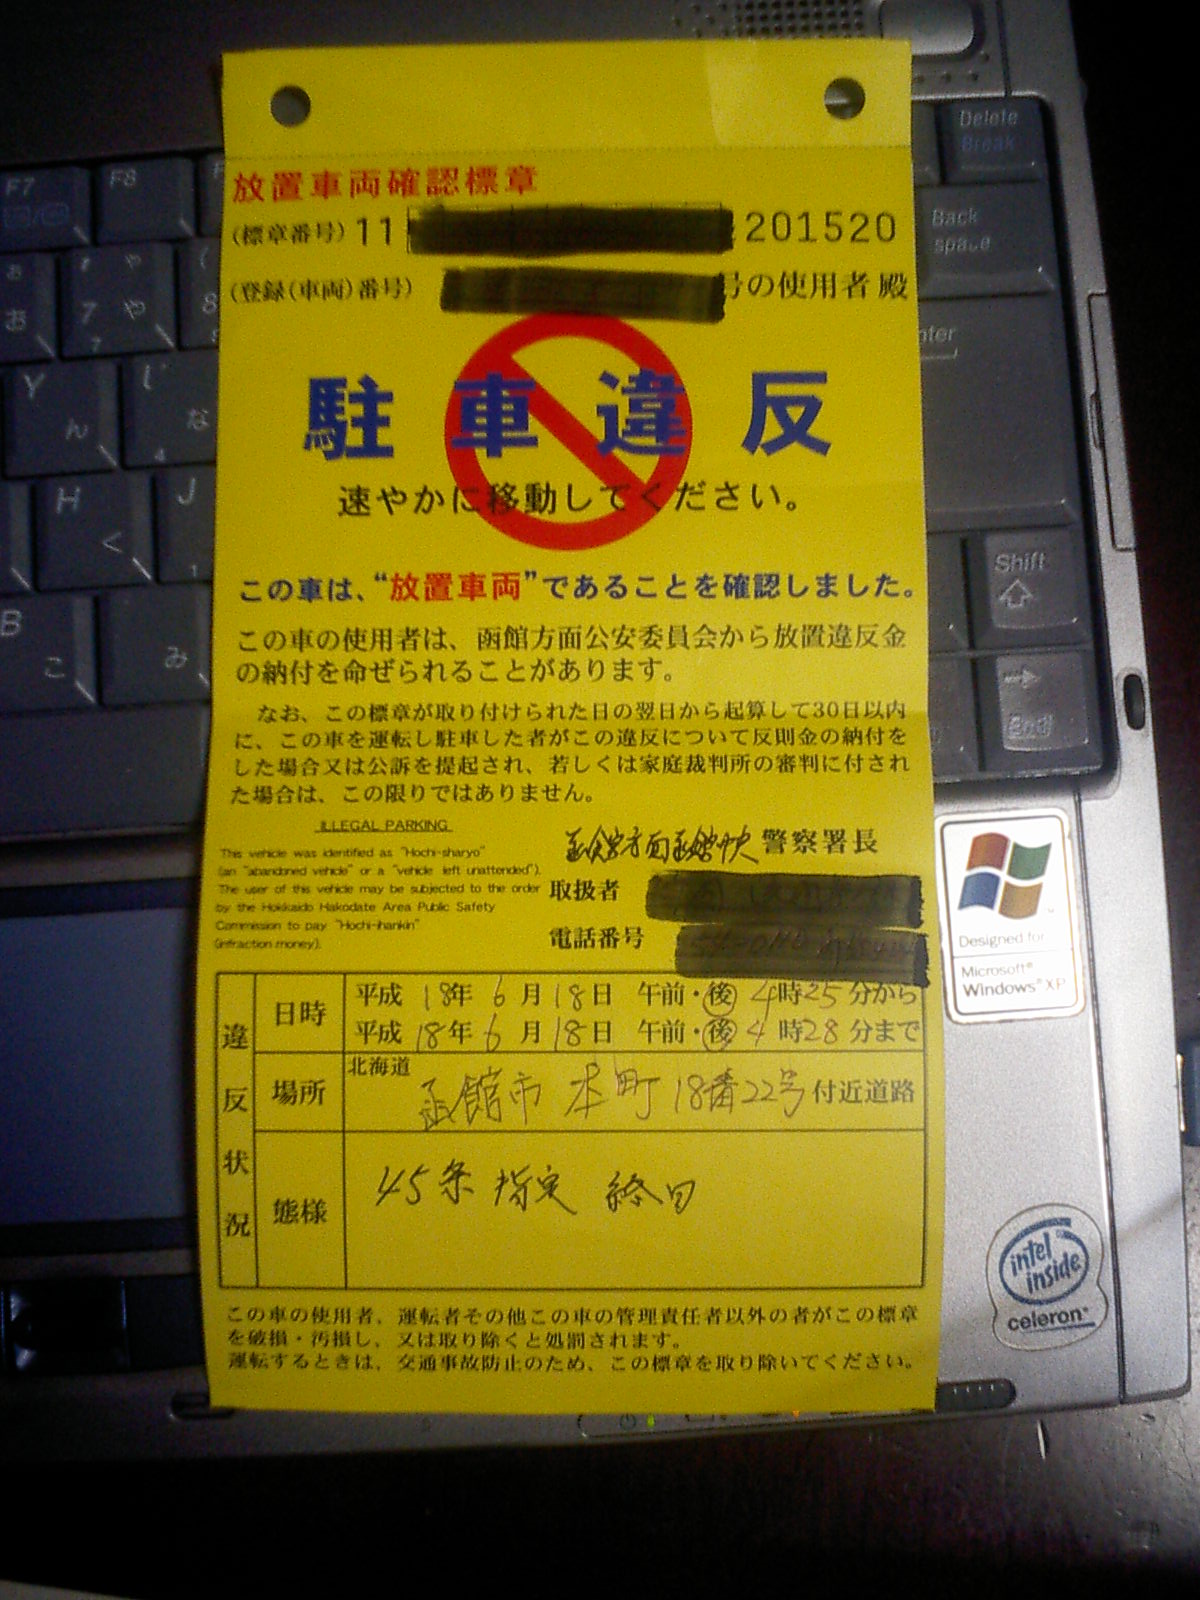 放置車両確認標章
(標章番号) 11 201520
(登録(車両)番号) 号の使用者 殿
駐車違反
速やかに移動してください。
この車は、“放置車両”であることを確認しました。
この車の使用者は、函館方面公安委員会から放置違反金
の納付を命ぜられることがあります。
なお、この標章が取り付けられた日の翌日から起算して30日以内
に、この車を運転し駐車した者がこの違反について反則金の納付を
した場合又は公訴を提起され、若しくは家庭裁判所の審判に付され
た場合は、この限りではありません。
ILLEGAL PARKING
This vehicle was identified as "Hochi-sharyo"
(an "abandoned vehicle" or a "vehicle left unattended").
The user of this vehicle may be subjected to the order
by the Hokkaido Hakodate Area Public Safety
Commission to pay "Hochi-ihankin"
(infraction money).
函館方面函館中央警察署長
取扱者
電話番号
違反状況
日時
平成 18年 6月 18日 午前・後 4時25分から
平成 18年 6月 18日 午前・後 4時28分まで
場所
北海道
函館市 本町 18番22号付近道路
態様
45条 指定 終日
この車の使用者、運転者その他この車の管理責任者以外の者がこの標章
を破損・汚損し、又は取り除くと処罰されます。
運転するときは、交通事故防止のため、この標章を取り除いてください。
F7
F8
Delete
Break
Back
space
Y
ん
な
H
く
J
B
こ
み
Shift
End
Designed for
Microsoft®
Windows® XP
intel
inside
celeron